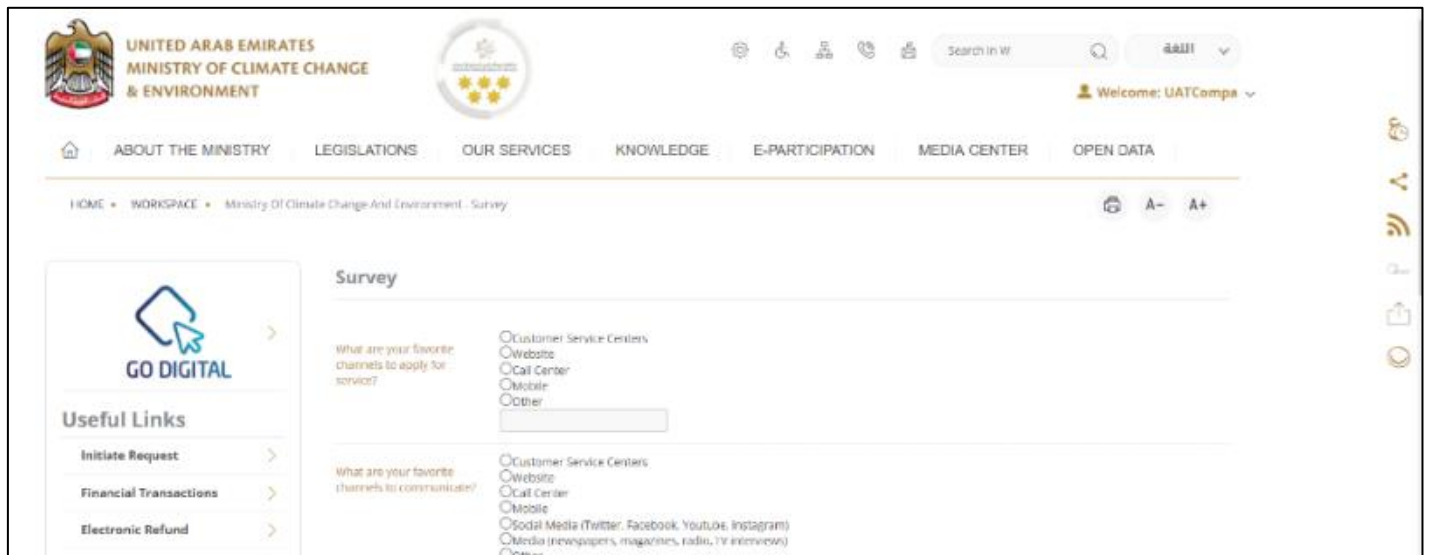 UNITED ARAB EMIRATES
MINISTRY OF CLIMATE CHANGE
& ENVIRONMENT
Search in W
اللغة
Welcome: UATCompa
ABOUT THE MINISTRY LEGISLATIONS OUR SERVICES KNOWLEDGE E-PARTICIPATION MEDIA CENTER OPEN DATA
HOME • WORKSPACE • Ministry Of Climate Change And Environment - Survey
A- A+
GO DIGITAL
Useful Links
Initiate Request
Financial Transactions
Electronic Refund
Survey
What are your favorite
channels to apply for
service?
Customer Service Centers
Website
Call Center
Mobile
Other
What are your favorite
channels to communicate?
Customer Service Centers
Website
Call Center
Mobile
Social Media (Twitter, Facebook, Youtube, Instagram)
Media (newspapers, magazines, radio, TV interviews)
Other